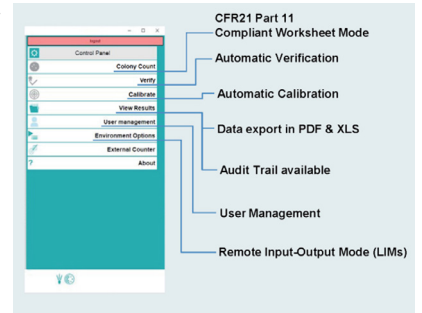 Control Panel
Colony Count
Verify
Calibrate
View Results
User management
Environment Options
External Counter
? About
CFR21 Part 11
Compliant Worksheet Mode
Automatic Verification
Automatic Calibration
Data export in PDF & XLS
Audit Trail available
User Management
Remote Input-Output Mode (LIMs)